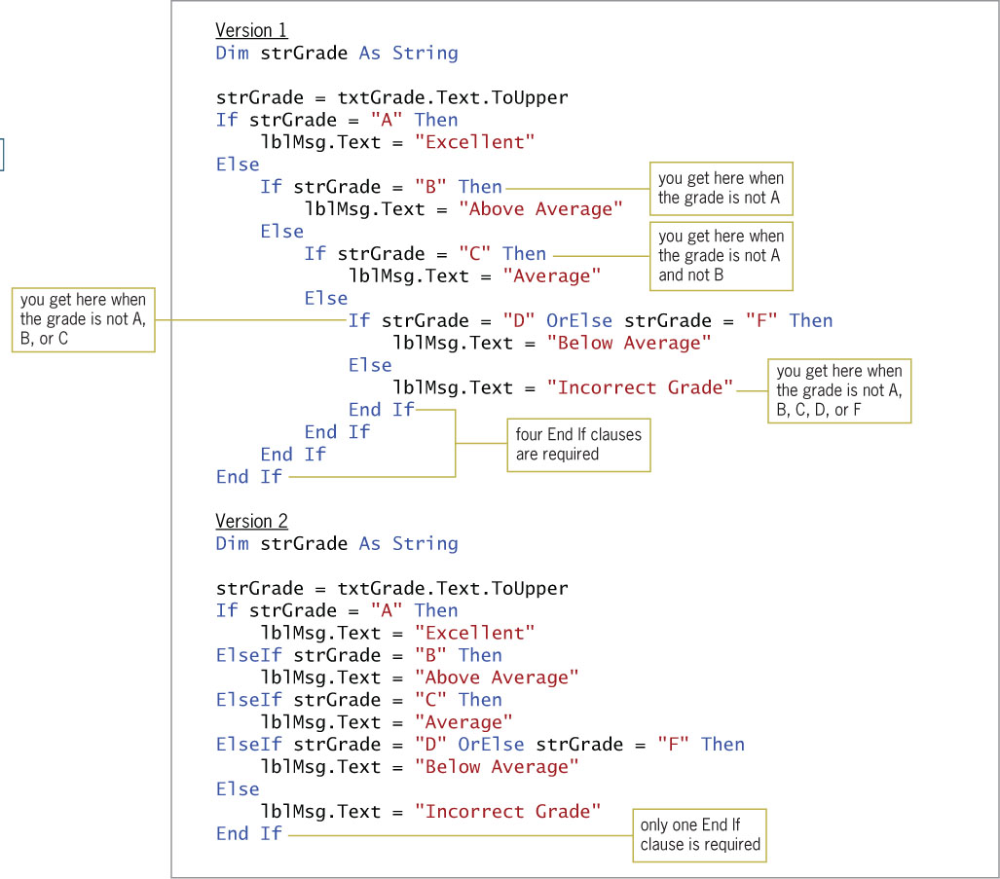 Version 1
Dim strGrade As String
strGrade = txtGrade.Text.ToUpper
If strGrade = "A" Then
lblMsg.Text = "Excellent"
Else
If strGrade = "B" Then
you get here when
the grade is not A
lblMsg.Text = "Above Average"
Else
If strGrade = "C" Then
you get here when
the grade is not A
and not B
lblMsg.Text = "Average"
Else
you get here when
the grade is not A,
B, or C
If strGrade = "D" OrElse strGrade = "F" Then
lblMsg.Text = "Below Average"
Else
lblMsg.Text = "Incorrect Grade"
you get here when
the grade is not A,
B, C, D, or F
End If
End If
End If
End If
four End If clauses
are required
Version 2
Dim strGrade As String
strGrade = txtGrade.Text.ToUpper
If strGrade = "A" Then
lblMsg.Text = "Excellent"
ElseIf strGrade = "B" Then
lblMsg.Text = "Above Average"
ElseIf strGrade = "C" Then
lblMsg.Text = "Average"
ElseIf strGrade = "D" OrElse strGrade = "F" Then
lblMsg.Text = "Below Average"
Else
lblMsg.Text = "Incorrect Grade"
End If
only one End If
clause is required